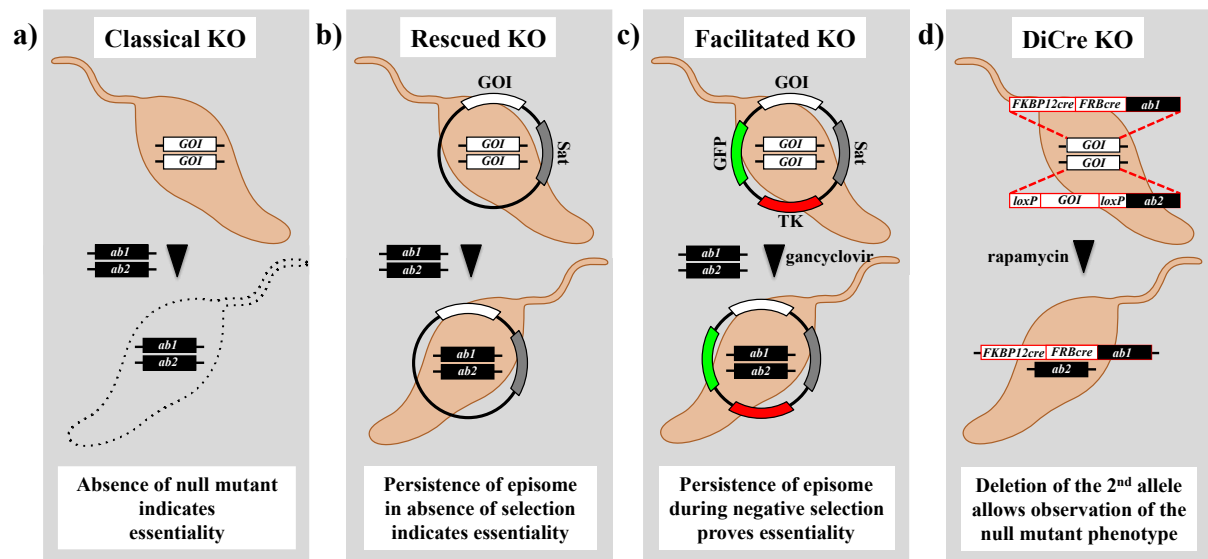 a)
Classical KO
GOI
GOI
ab1
ab2
ab1
ab2
Absence of null mutant
indicates
essentiality
b)
Rescued KO
GOI
Sat
GOI
GOI
ab1
ab2
ab1
ab2
Persistence of episome
in absence of selection
indicates essentiality
c)
Facilitated KO
GOI
GFP
Sat
GOI
GOI
TK
ab1
ab2
gancyclovir
ab1
ab2
Persistence of episome
during negative selection
proves essentiality
d)
DiCre KO
FKBP12cre FRBcre ab1
GOI
GOI
loxP GOI loxP ab2
rapamycin
FKBP12cre FRBcre ab1
ab2
Deletion of the 2nd allele
allows observation of the
null mutant phenotype